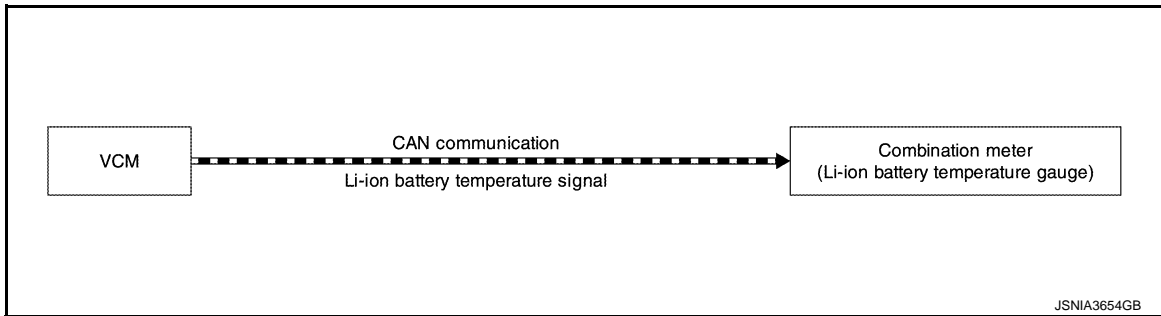 VCM
CAN communication
Li-ion battery temperature signal
Combination meter
(Li-ion battery temperature gauge)
JSNIA3654GB